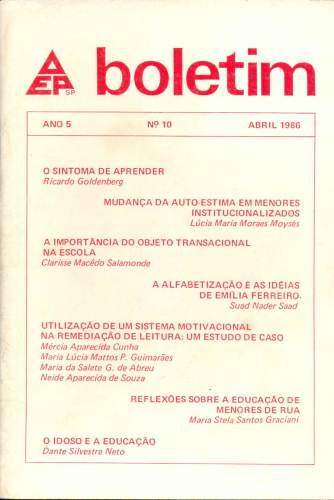 AEP SP
boletim
ANO 5 Nº 10 ABRIL 1986
O SINTOMA DE APRENDER
Ricardo Goldenberg
MUDANÇA DA AUTO-ESTIMA EM MENORES
INSTITUCIONALIZADOS
Lúcia Maria Moraes Moysés
A IMPORTÂNCIA DO OBJETO TRANSACIONAL
NA ESCOLA
Clarisse Macêdo Salamonde
A ALFABETIZAÇÃO E AS IDÉIAS
DE EMÍLIA FERREIRO
Suad Nader Saad
UTILIZAÇÃO DE UM SISTEMA MOTIVACIONAL
NA REMEDIAÇÃO DE LEITURA: UM ESTUDO DE CASO
Mércia Aparecida Cunha
Maria Lúcia Mattos P. Guimarães
Maria da Salete G. de Abreu
Neide Aparecida de Souza
REFLEXÕES SOBRE A EDUCAÇÃO DE
MENORES DE RUA
Maria Stela Santos Graciani
O IDOSO E A EDUCAÇÃO
Dante Silvestre Neto